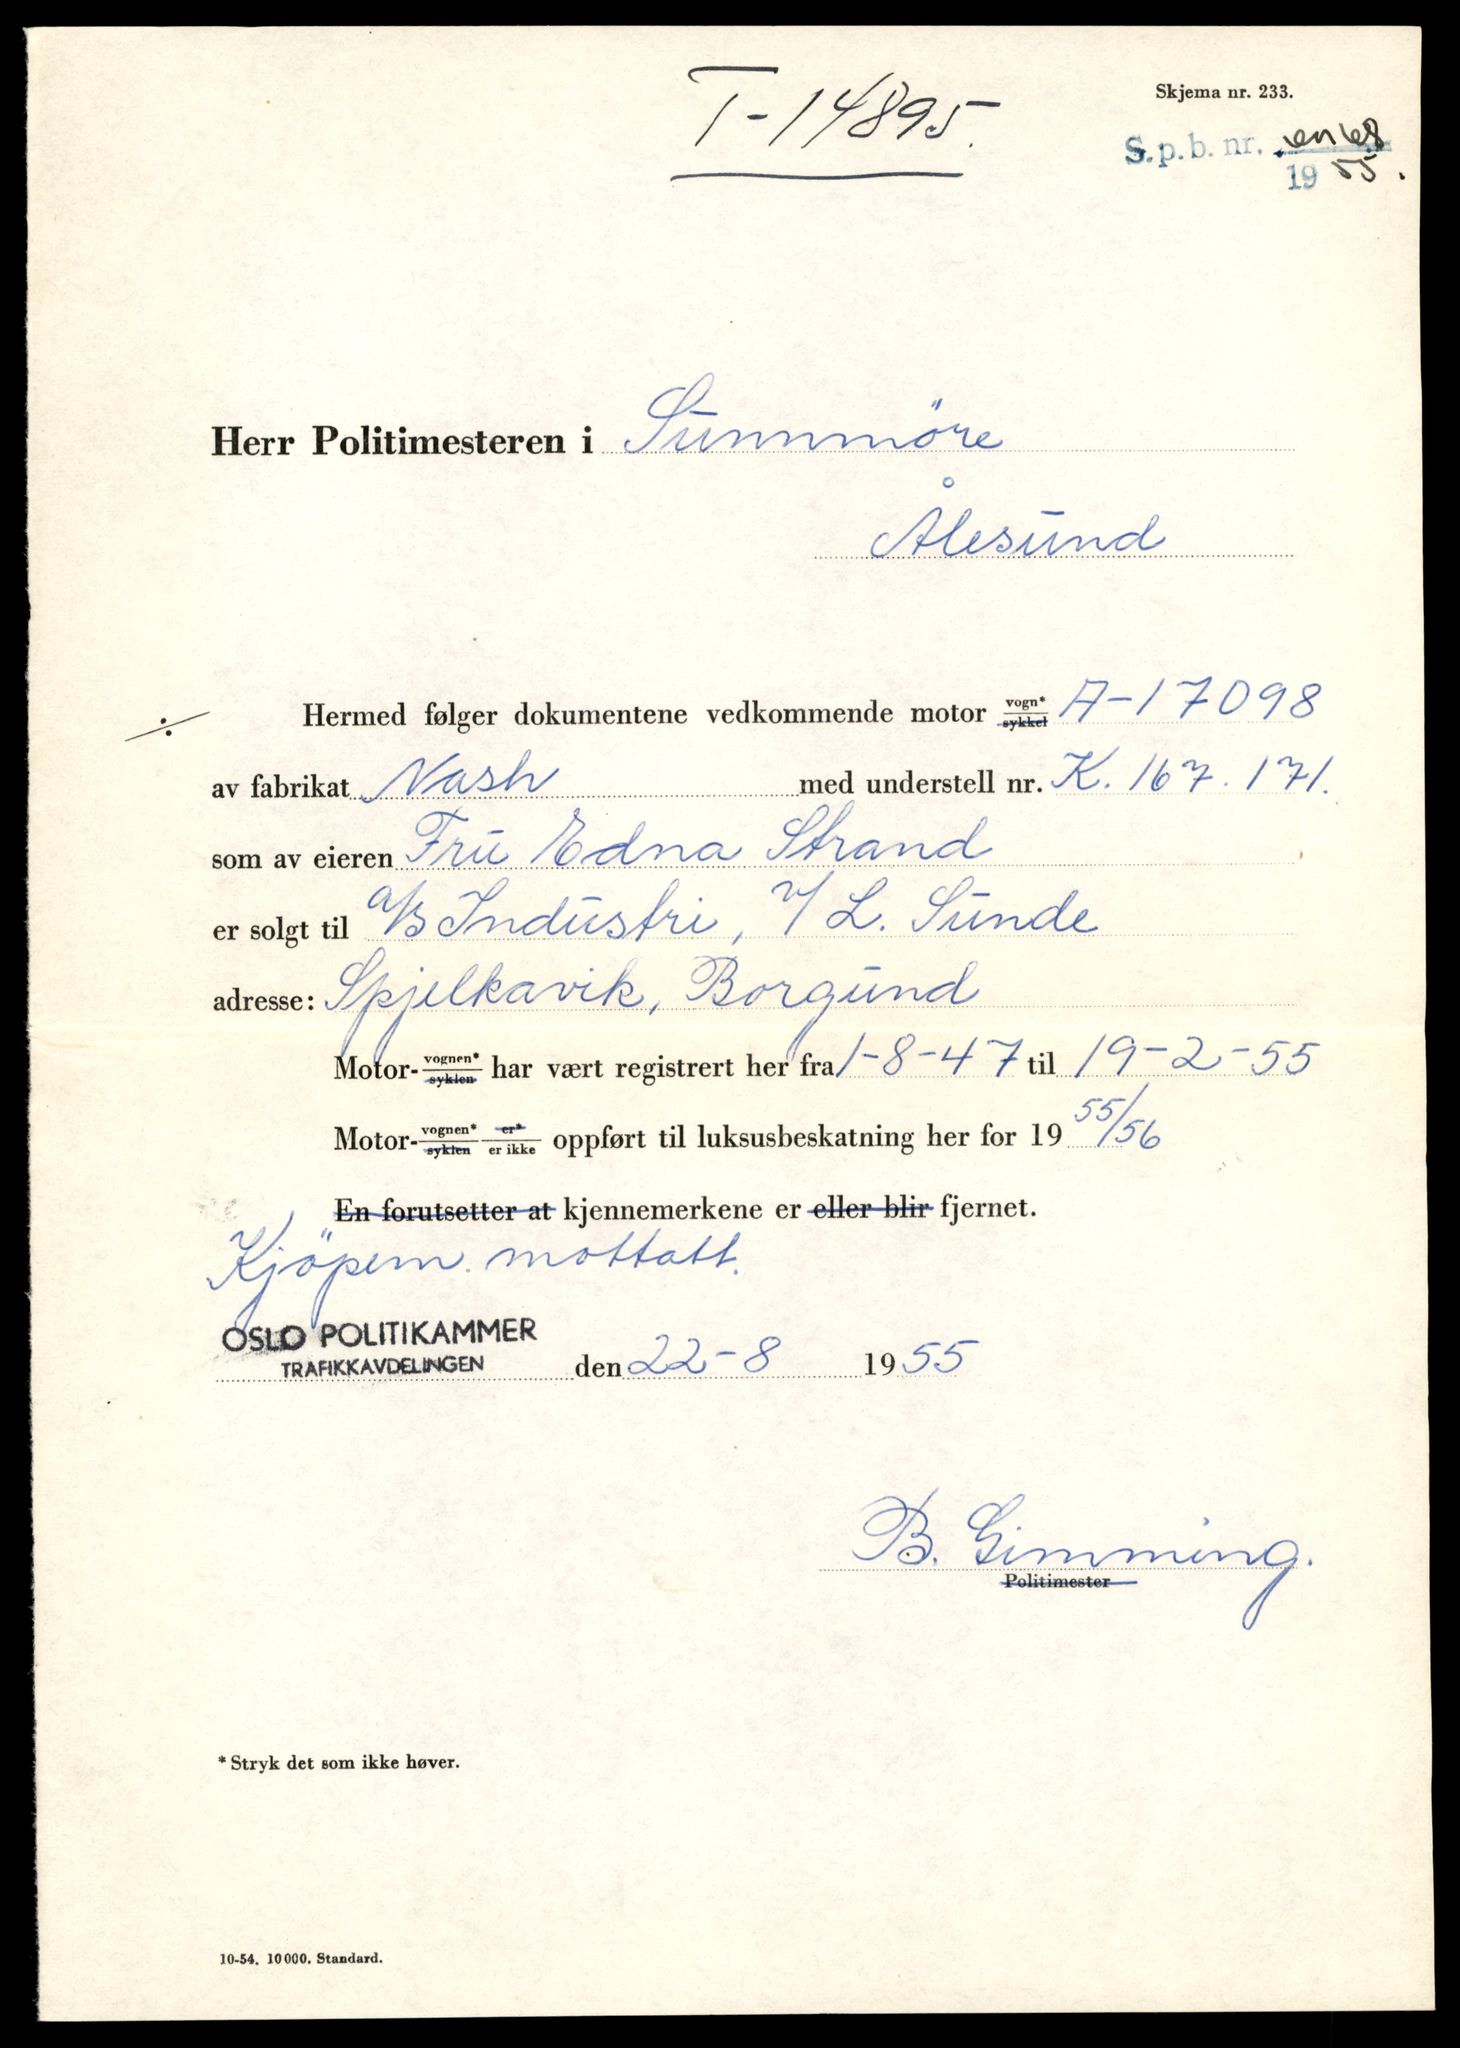 T-14895.
Skjema nr. 233.
S.p.b. nr.
19 55.
Herr Politimesteren i Sunnmöre
Ålesund
÷ Hermed følger dokumentene vedkommende motor vogn* sykkel A-17098
av fabrikat Nash med understell nr. K. 167.171.
som av eieren Fru Edna Strand
er solgt til a/s Industri, v/ L. Sunde
adresse: Spjelkavik, Borgund
Motor- vognen* syklen har vært registrert her fra 1-8-47 til 19-2-55
Motor- vognen* syklen er* er ikke oppført til luksusbeskatning her for 19 55/56
En forutsetter at kjennemerkene er eller blir fjernet.
Kjöpem. mottatt.
OSLO POLITIKAMMER
TRAFIKKAVDELINGEN den 22-8 1955
B. Gimming.
Politimester
* Stryk det som ikke høver.
10-54. 10000. Standard.